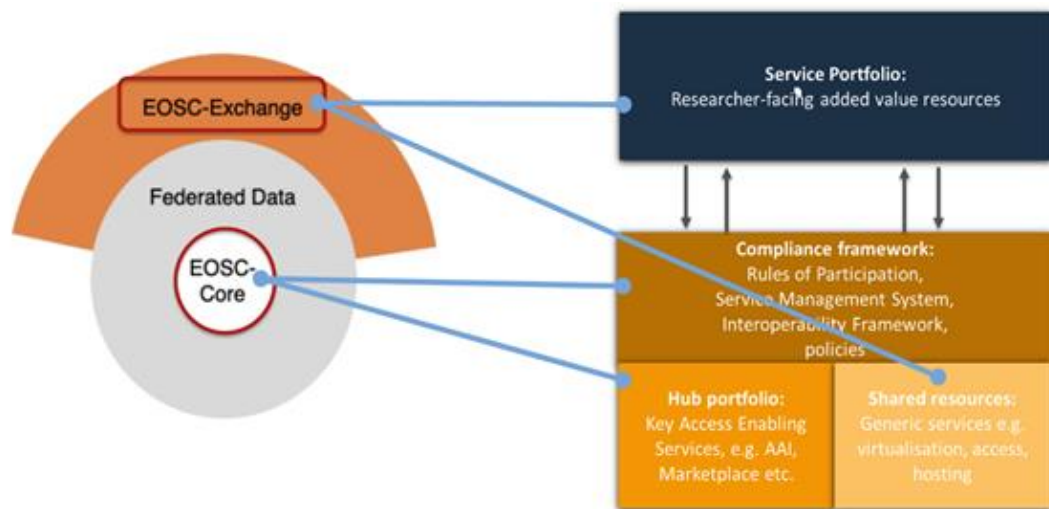 EOSC-Exchange
Federated Data
EOSC-
Core
Service Portfolio:
Researcher-facing added value resources
Compliance framework:
Rules of Participation,
Service Management System,
Interoperability Framework,
policies
Hub portfolio:
Key Access Enabling
Services, e.g. AAI,
Marketplace etc.
Shared resources:
Generic services e.g.
virtualisation, access,
hosting